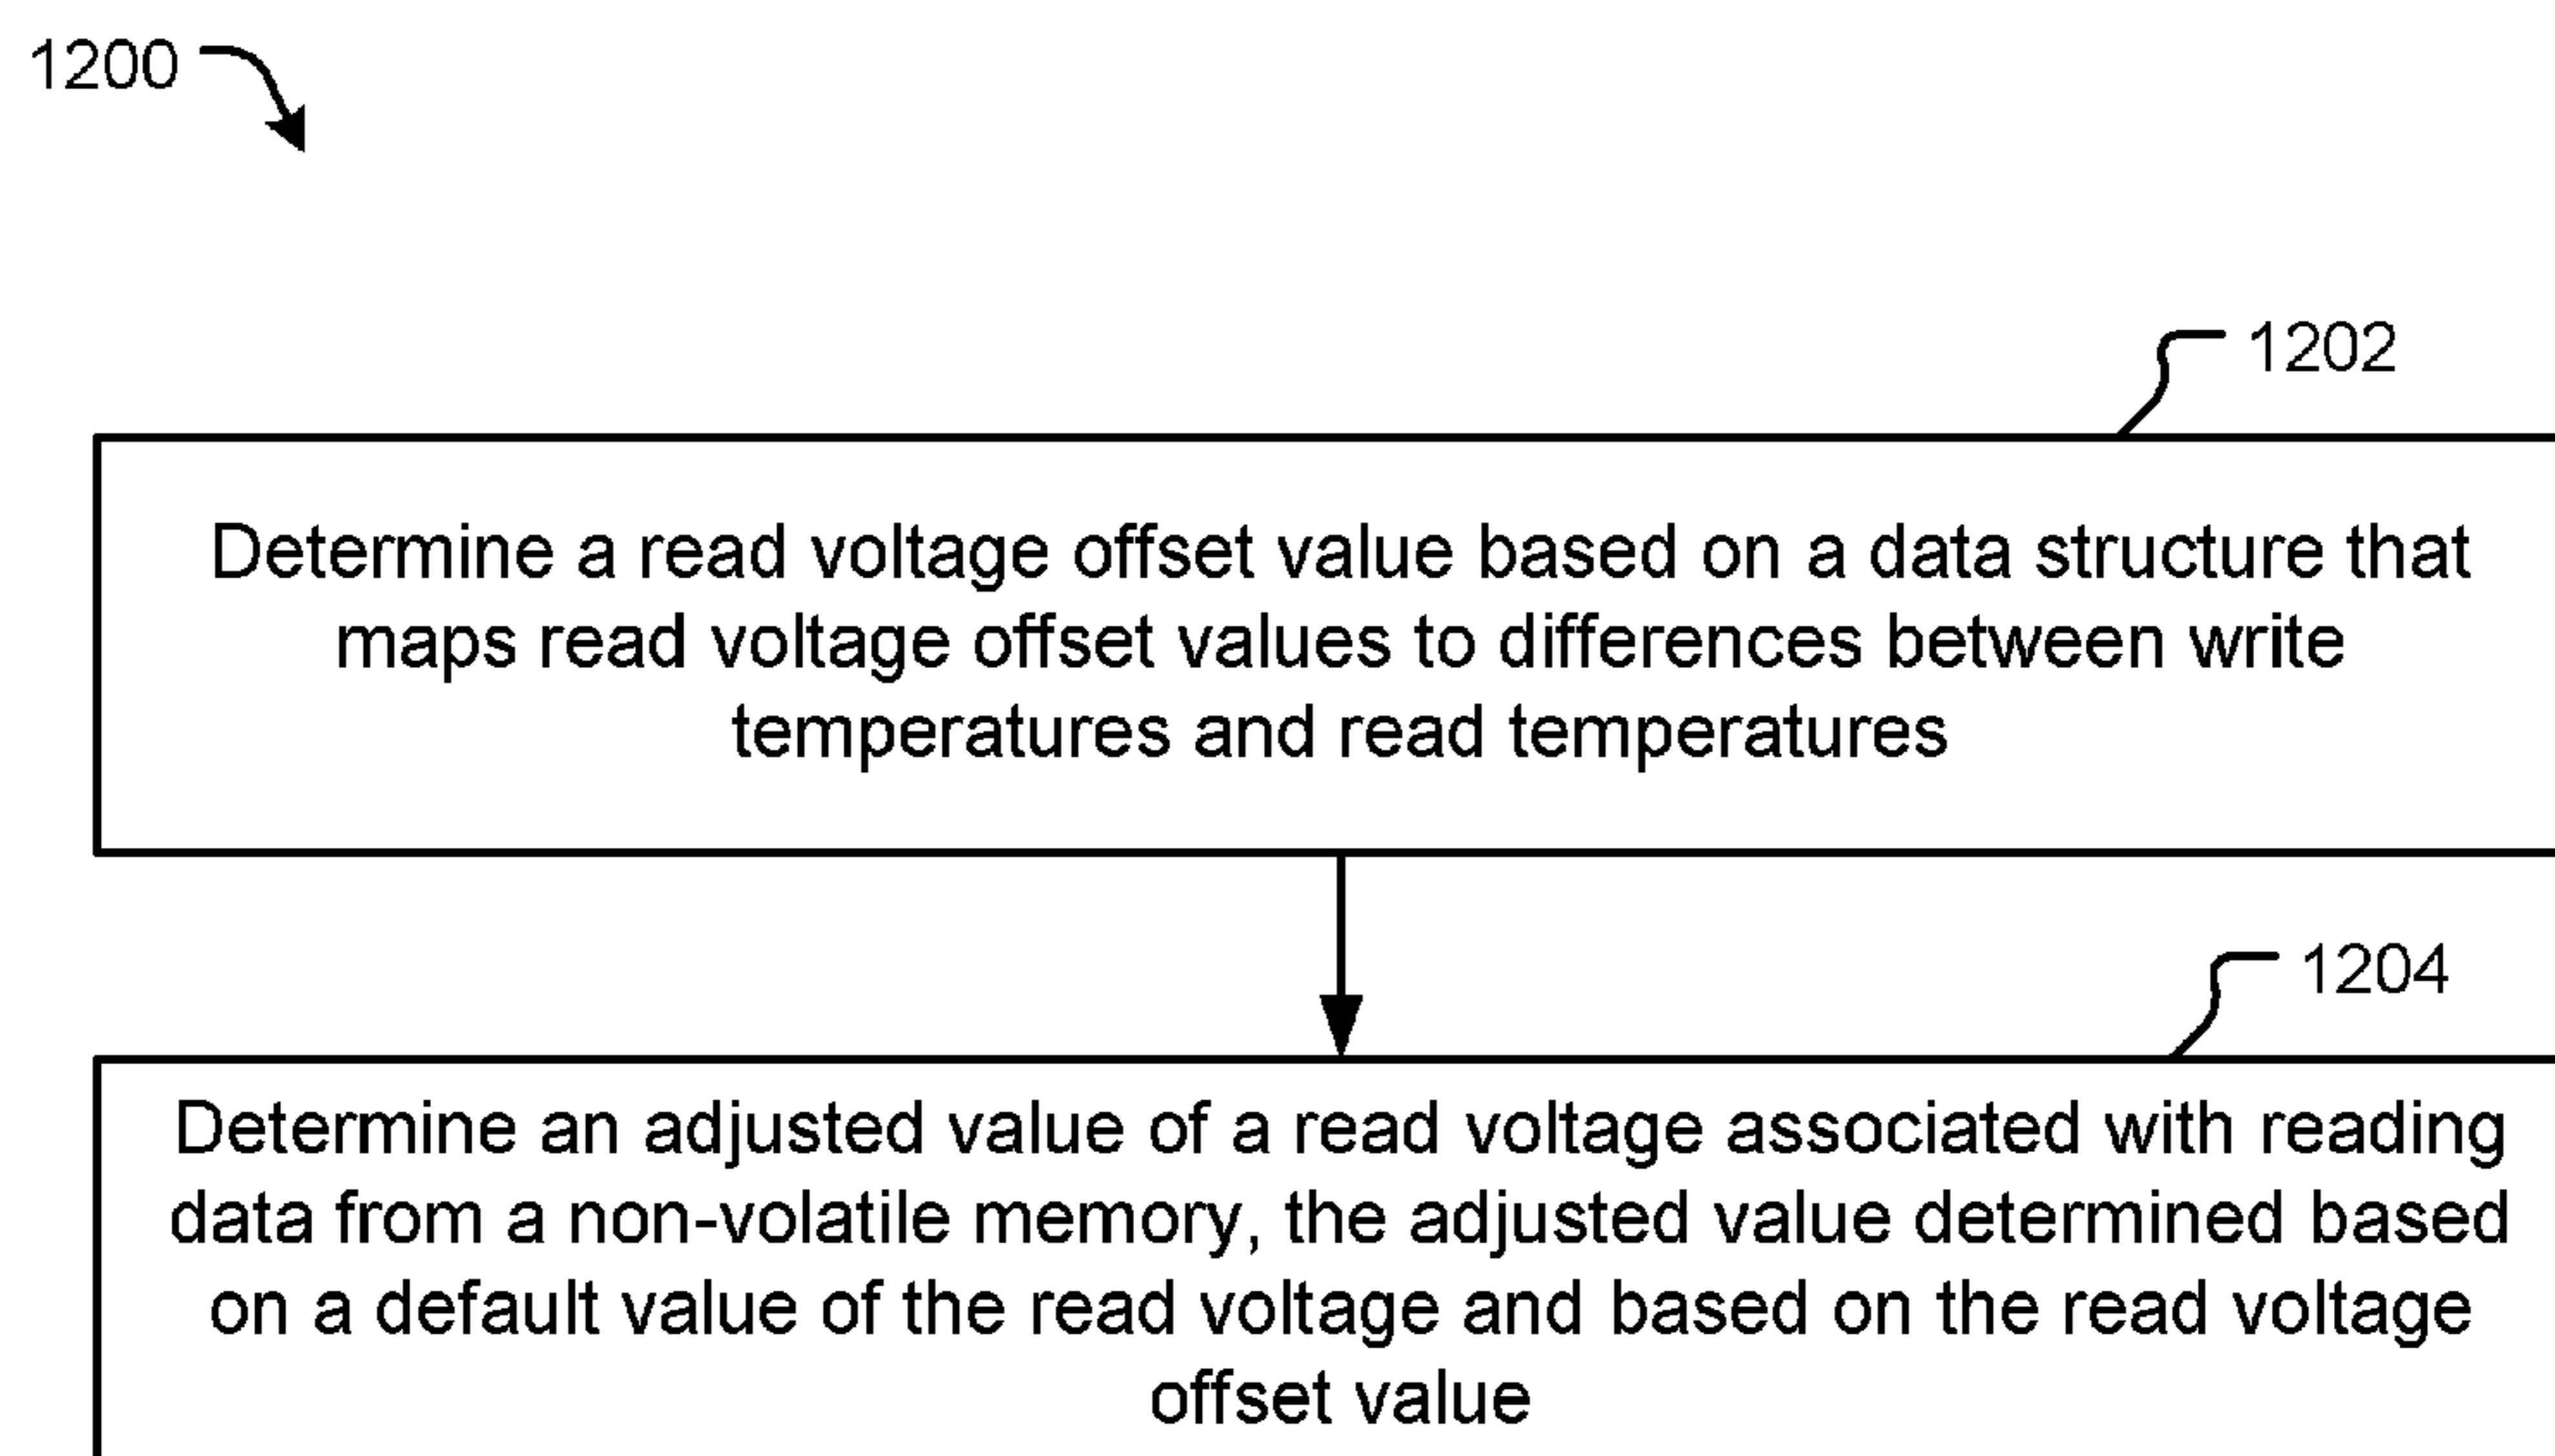 1200
1202
Determine a read voltage offset value based on a data structure that
maps read voltage offset values to differences between write
temperatures and read temperatures
1204
Determine an adjusted value of a read voltage associated with reading
data from a non-volatile memory, the adjusted value determined based
on a default value of the read voltage and based on the read voltage
offset value